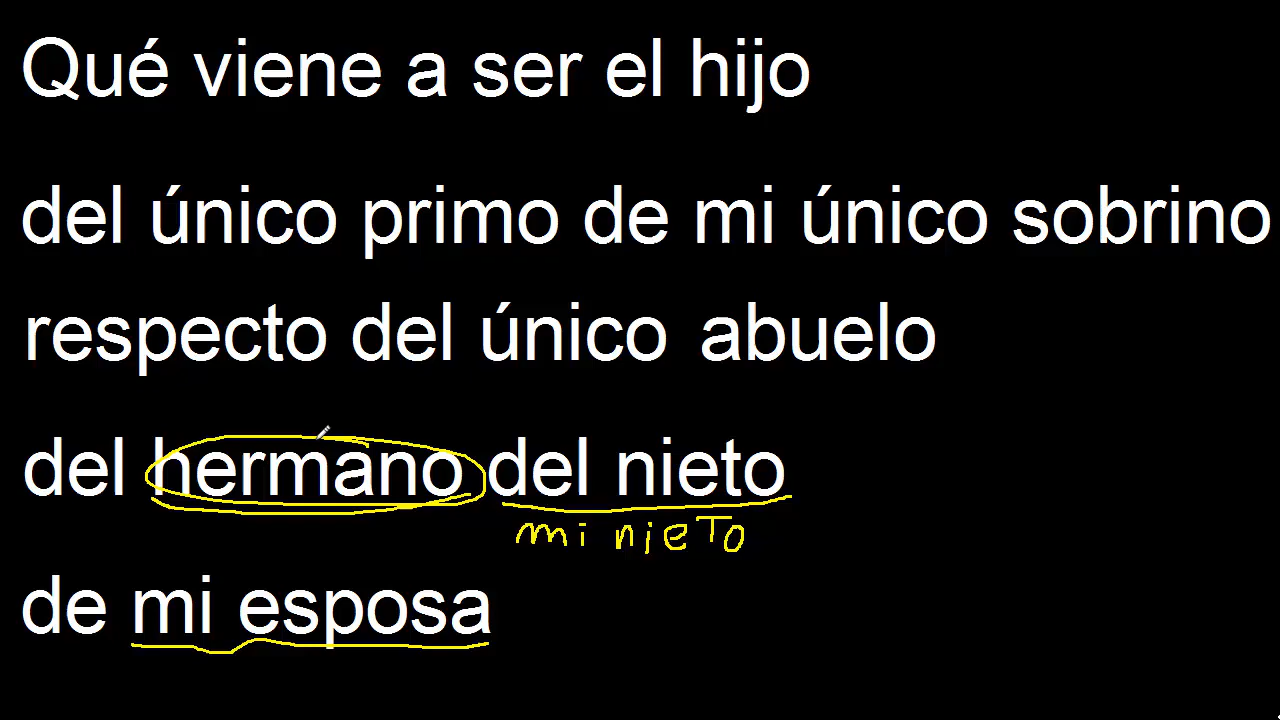 Qué viene a ser el hijo
del único primo de mi único sobrino
respecto del único abuelo
del hermano del nieto
mi nieTo
de mi esposa